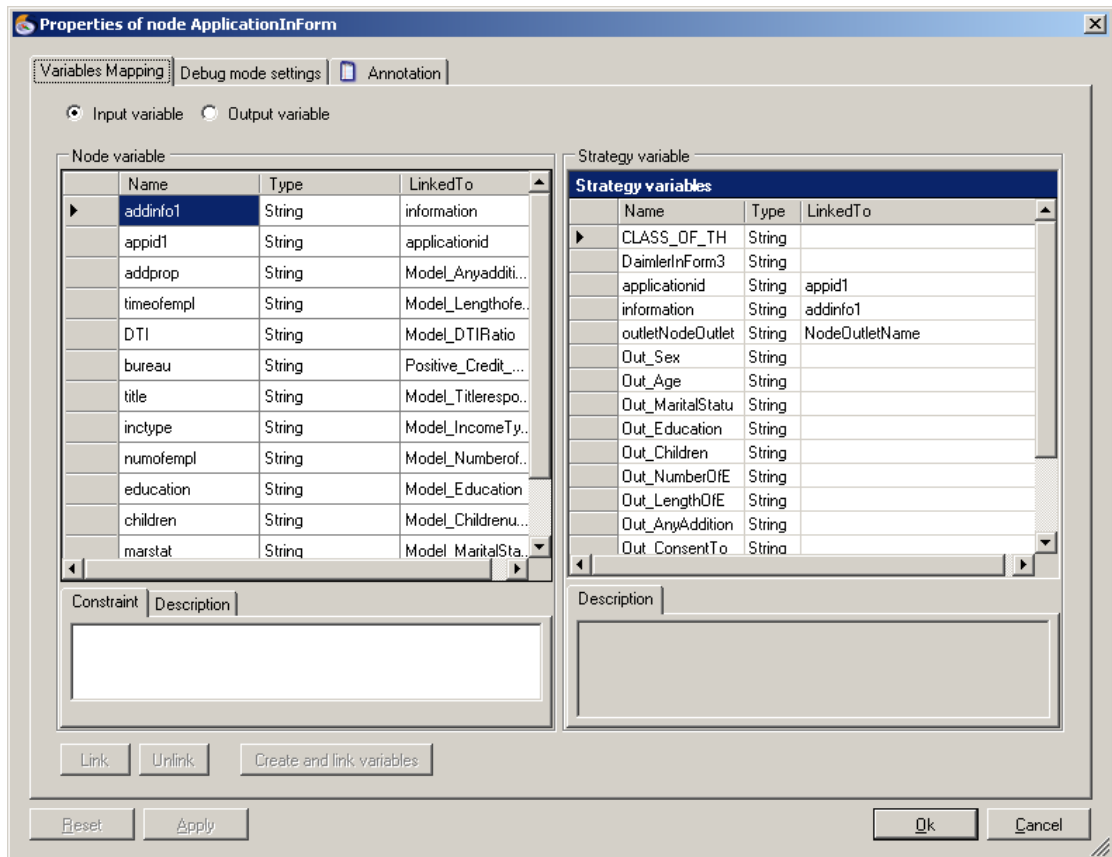 Properties of node ApplicationInForm
Variables Mapping Debug mode settings Annotation
Input variable Output variable
Node variable
Name Type LinkedTo
addinfo1 String information
appid1 String applicationid
addprop String Model_Anyadditi...
timeofempl String Model_Lengthofe..
DTI String Model_DTIRatio
bureau String Positive_Credit_...
title String Model_Titlerespo..
inctype String Model_IncomeTy..
numofempl String Model_Numberof..
education String Model_Education
children String Model_Childrenu...
marstat String Model_MaritalSta..
Constraint Description
Strategy variable
Strategy variables
Name Type LinkedTo
CLASS_OF_TH String
DaimlerInForm3 String
applicationid String appid1
information String addinfo1
outletNodeOutlet String NodeOutletName
Out_Sex String
Out_Age String
Out_MaritalStatu String
Out_Education String
Out_Children String
Out_NumberOfE String
Out_LengthOfE String
Out_AnyAddition String
Out_ConsentTo String
Description
Link Unlink Create and link variables
Reset Apply Ok Cancel